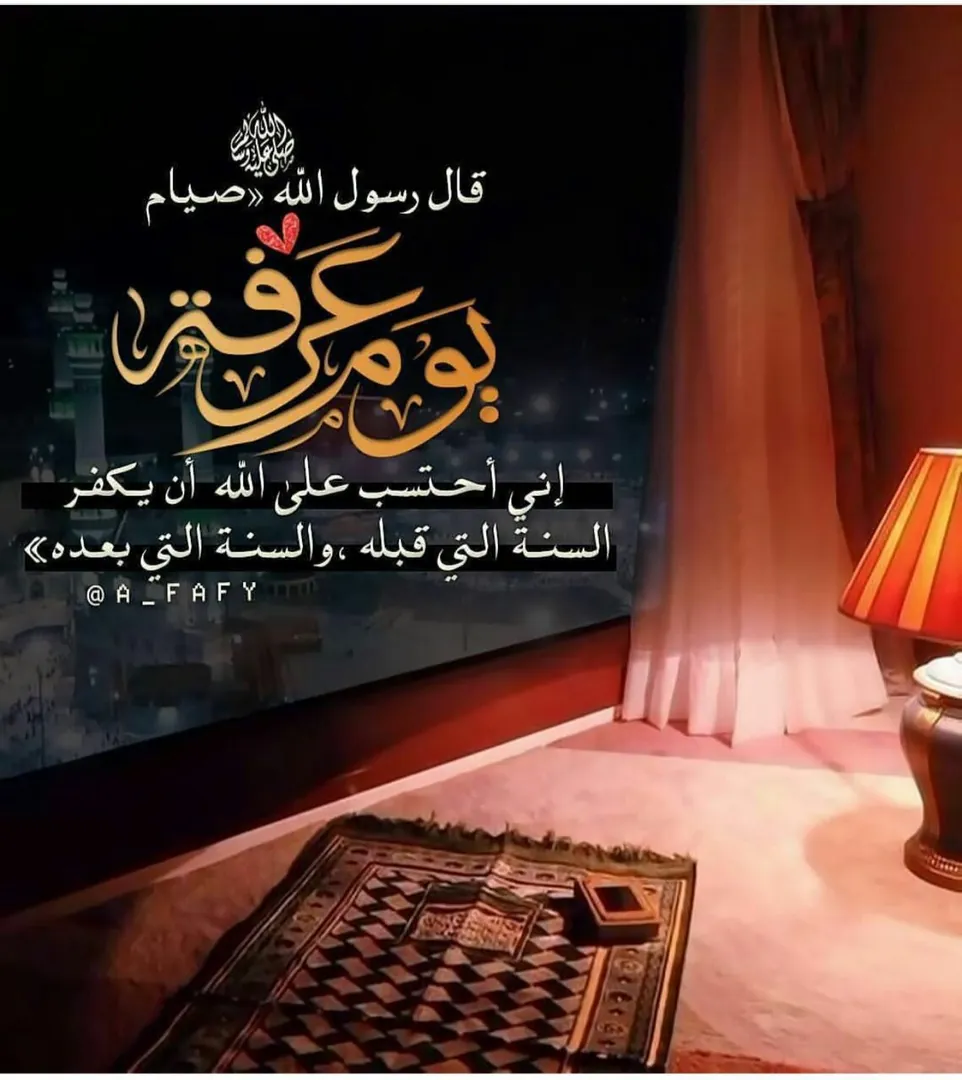 صلى الله عليه وسلم
قال رسول الله «صيام
يوم عرفة
إني أحتسب على الله أن يكفر
السنة التي قبله ،والسنة التي بعده»
@A_FAFY